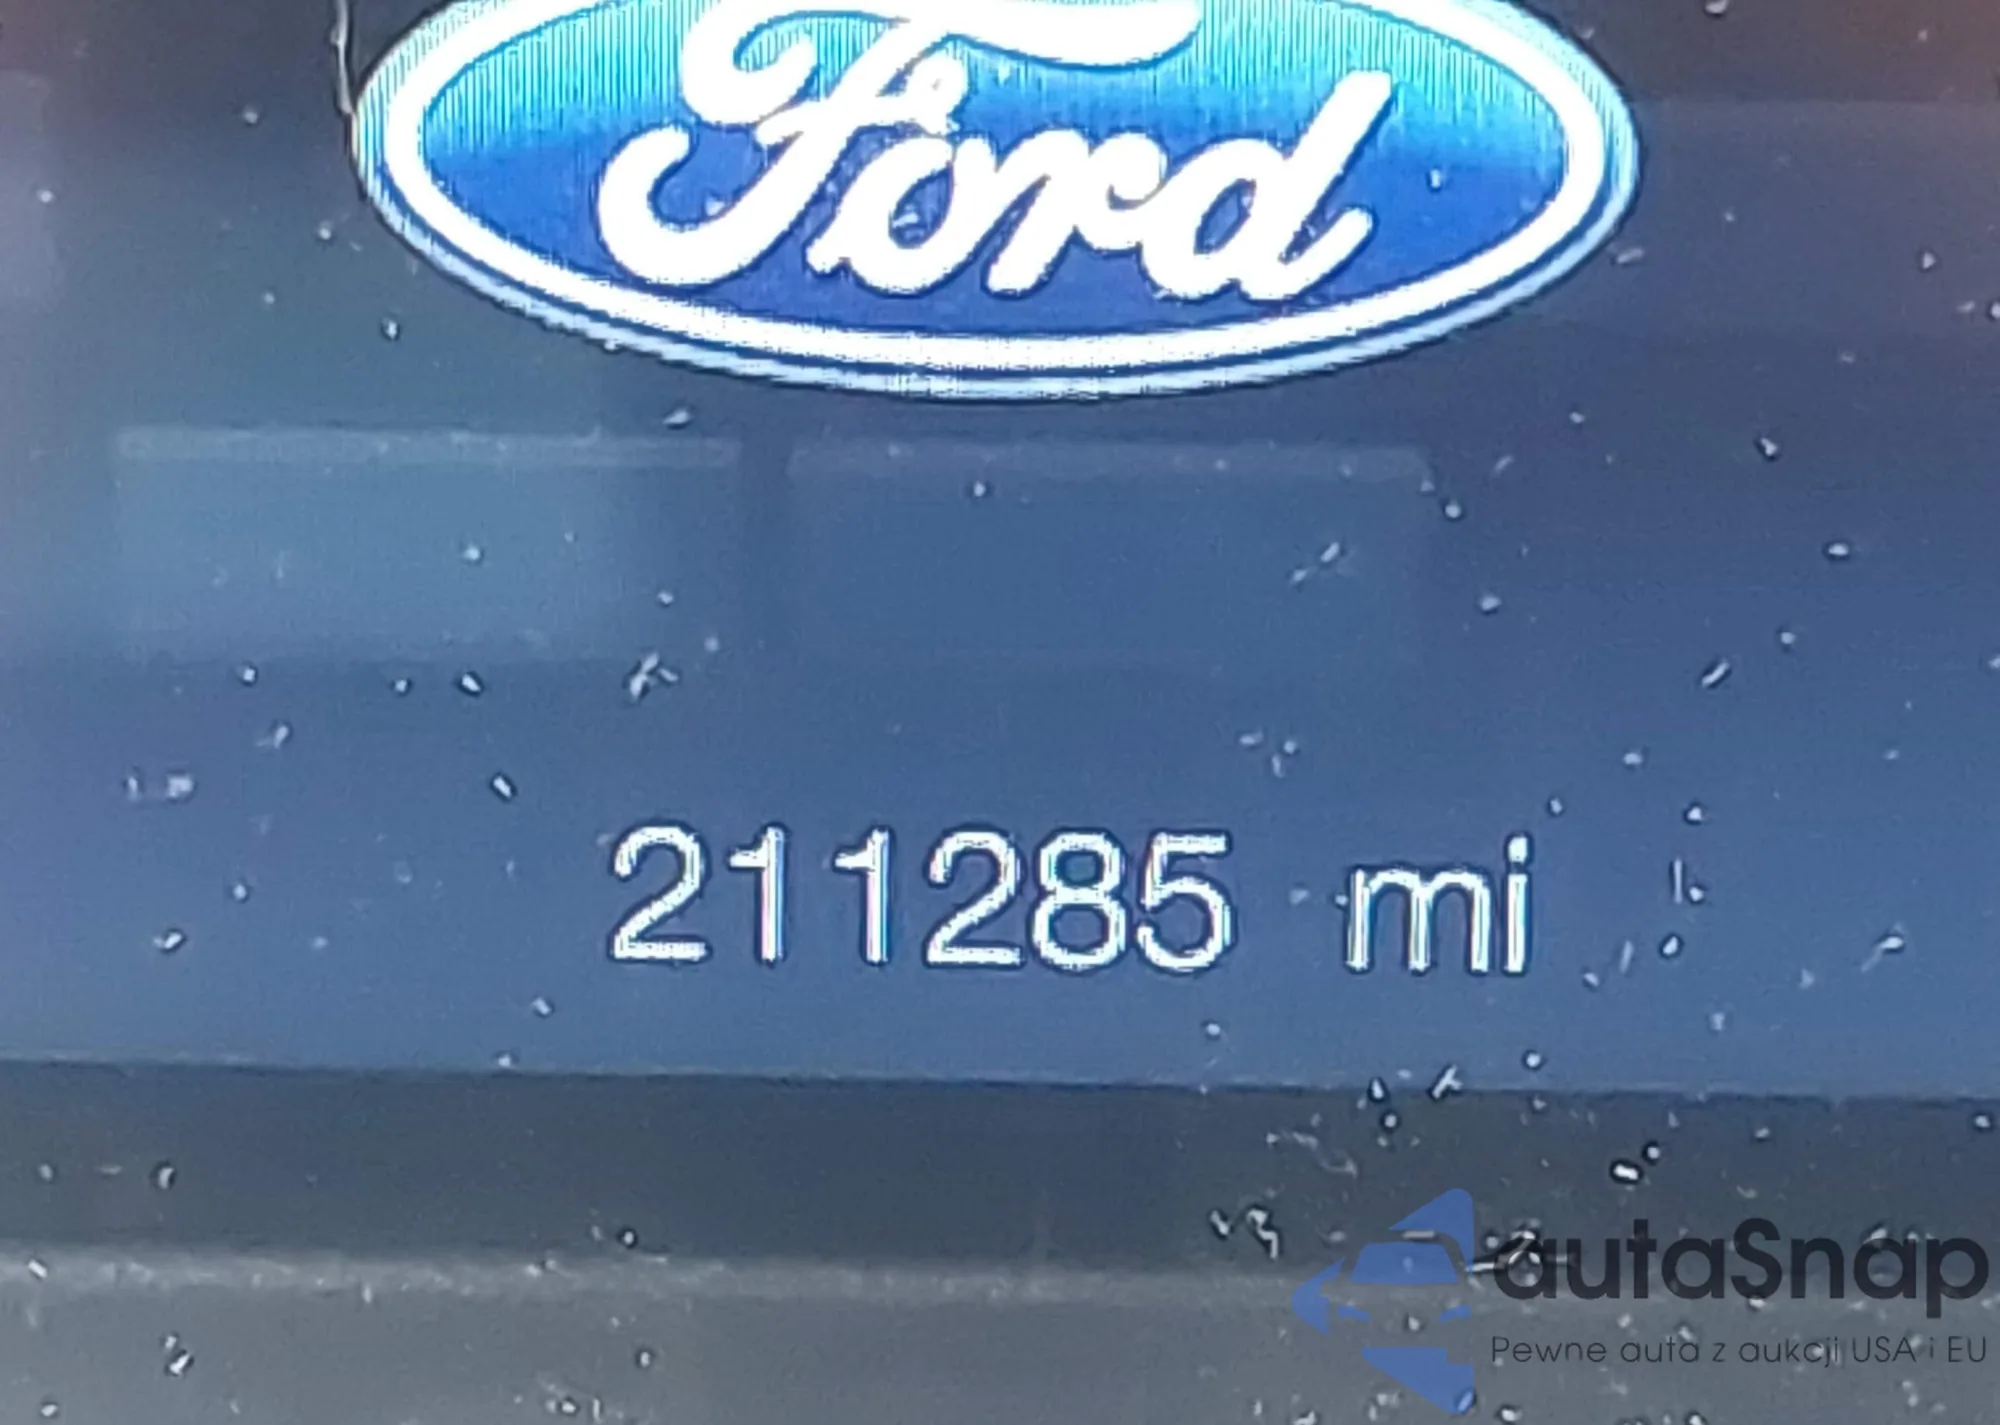 Ford
211285 mi
autaSnap
Pewne auta z aukcji USA i EU